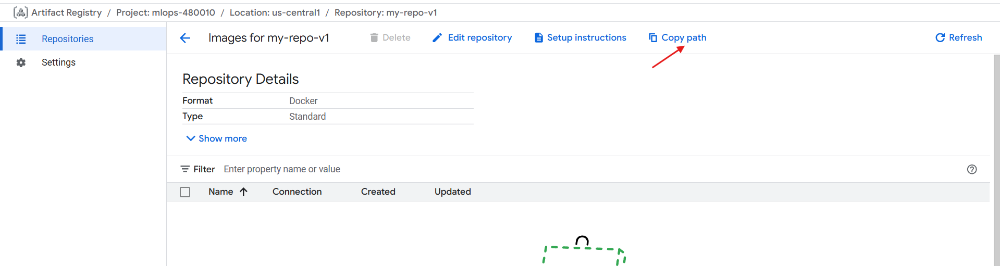 Artifact Registry / Project: mlops-480010 / Location: us-central1 / Repository: my-repo-v1
Repositories
Settings
Images for my-repo-v1 Delete Edit repository Setup instructions Copy path Refresh
Repository Details
Format Docker
Type Standard
Show more
Filter Enter property name or value
Name Connection Created Updated